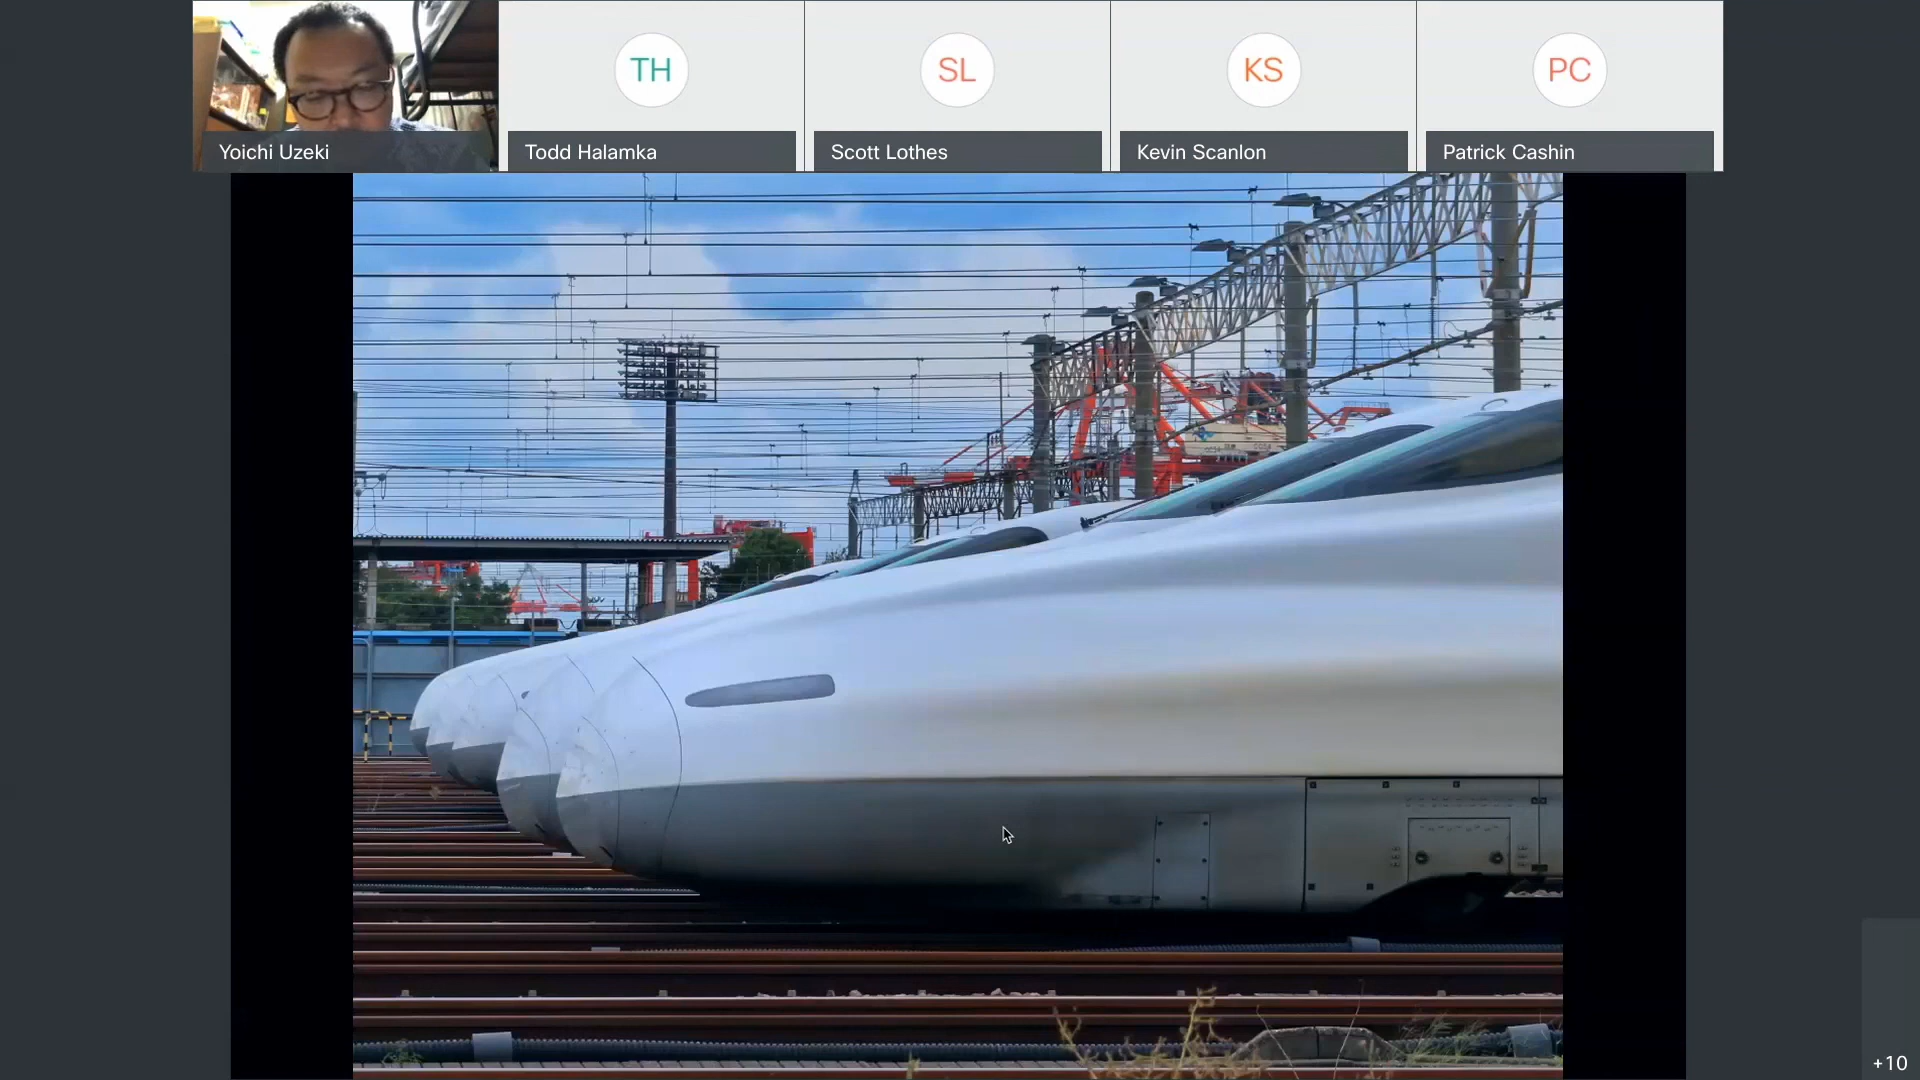 TH
SL
KS
PC
Yoichi Uzeki
Todd Halamka
Scott Lothes
Kevin Scanlon
Patrick Cashin
+10